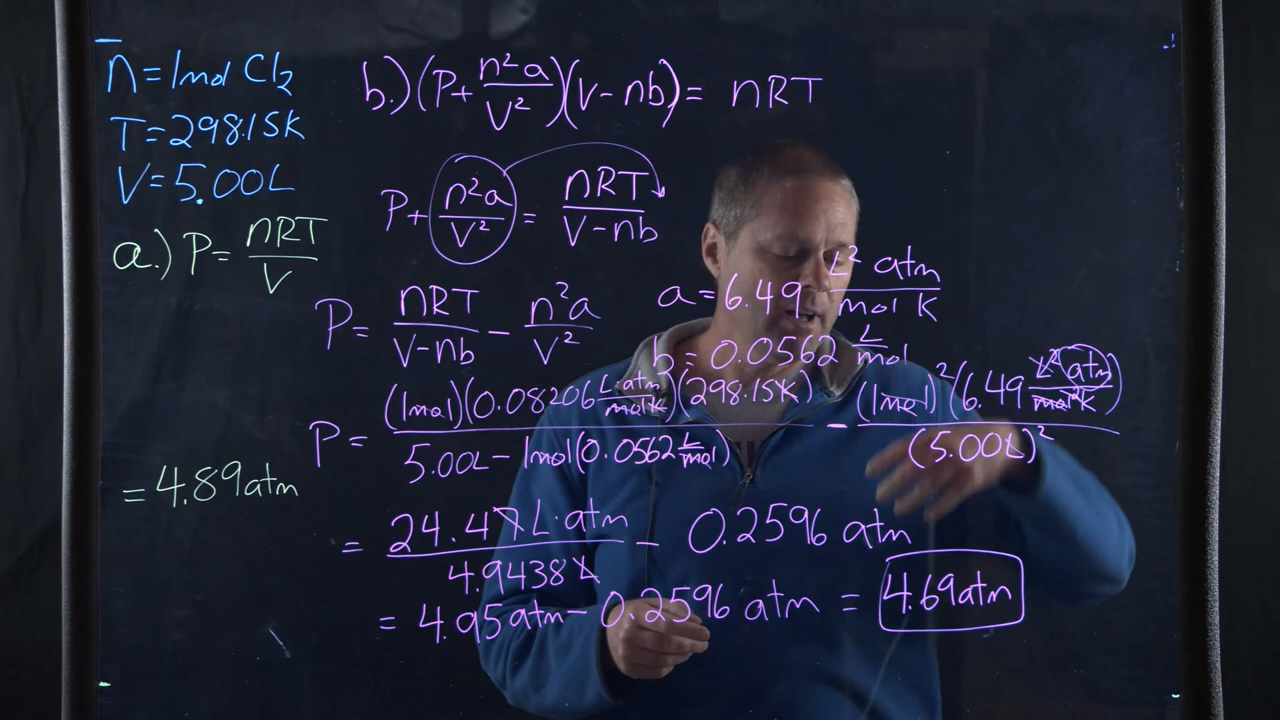 n = 1mol Cl₂
T = 298.15K
V = 5.00L
a.) P = nRT/V
= 4.89atm
b.) (P + n²a/V²)(V - nb) = nRT
P + n²a/V² = nRT/V-nb
P = nRT/V-nb - n²a/V²
a = 6.49 L² atm/mol K
b = 0.0562 L/mol
P = (1mol)(0.08206 L·atm/mol K)(298.15K)/5.00L - 1mol(0.0562 L/mol) - (1mol)²(6.49 L² atm/mol² K)/(5.00L)²
= 24.47 L·atm/4.9438 L - 0.2596 atm
= 4.95atm - 0.2596 atm = 4.69atm